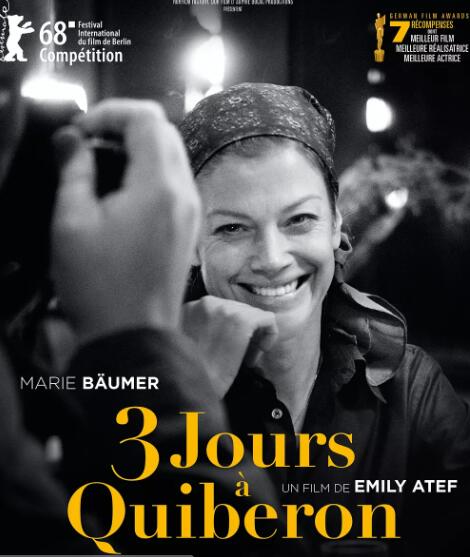 PRÉSENTENT
68e
Festival
International
du film de Berlin
Compétition
GERMAN FILM AWARDS
7 RÉCOMPENSES
DONT
MEILLEUR FILM
MEILLEURE RÉALISATRICE
MEILLEURE ACTRICE
MARIE BÄUMER
3 Jours
à
UN FILM DE EMILY ATEF
Quiberon